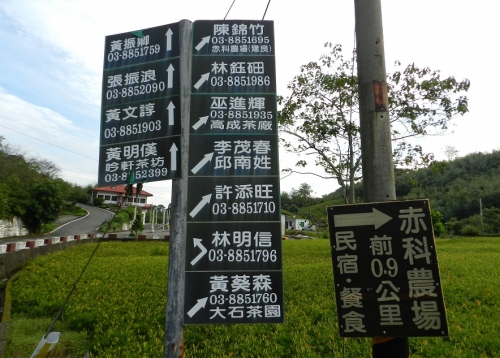 黃振卿
03-8851759
張振浪
03-8852090
黃文諄
03-8851903
黃明僅
吟軒茶坊
03-8852399
陳錦竹
03-8851695
赤科農場(建良)
林鈺畑
03-8851986
巫進輝
03-8851935
高成茶廠
李茂春
邱南姓
許添旺
03-8851710
林明信
03-8851796
黃葵森
03-8851760
大石茶園
赤科農場
前0.9公里
民宿·餐食